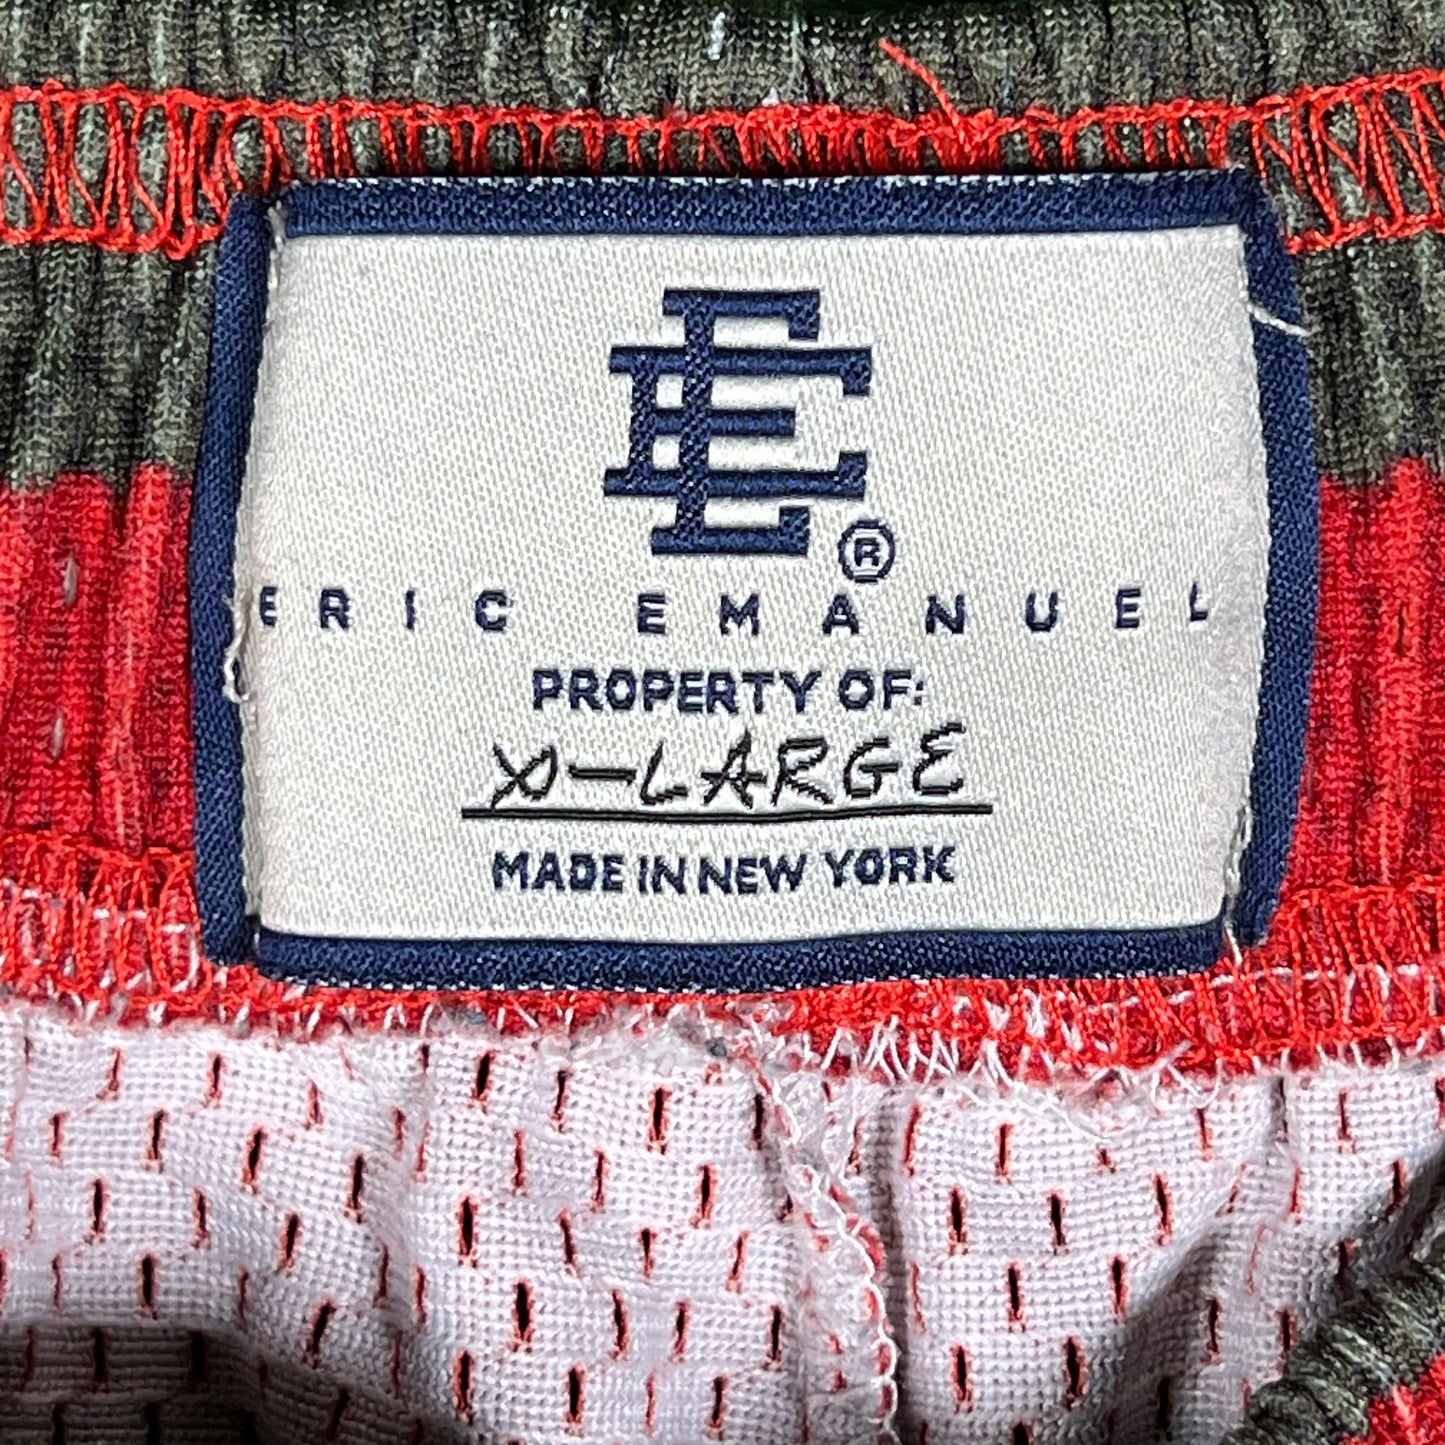 EE®
ERIC EMANUEL
PROPERTY OF:
X-LARGE
MADE IN NEW YORK